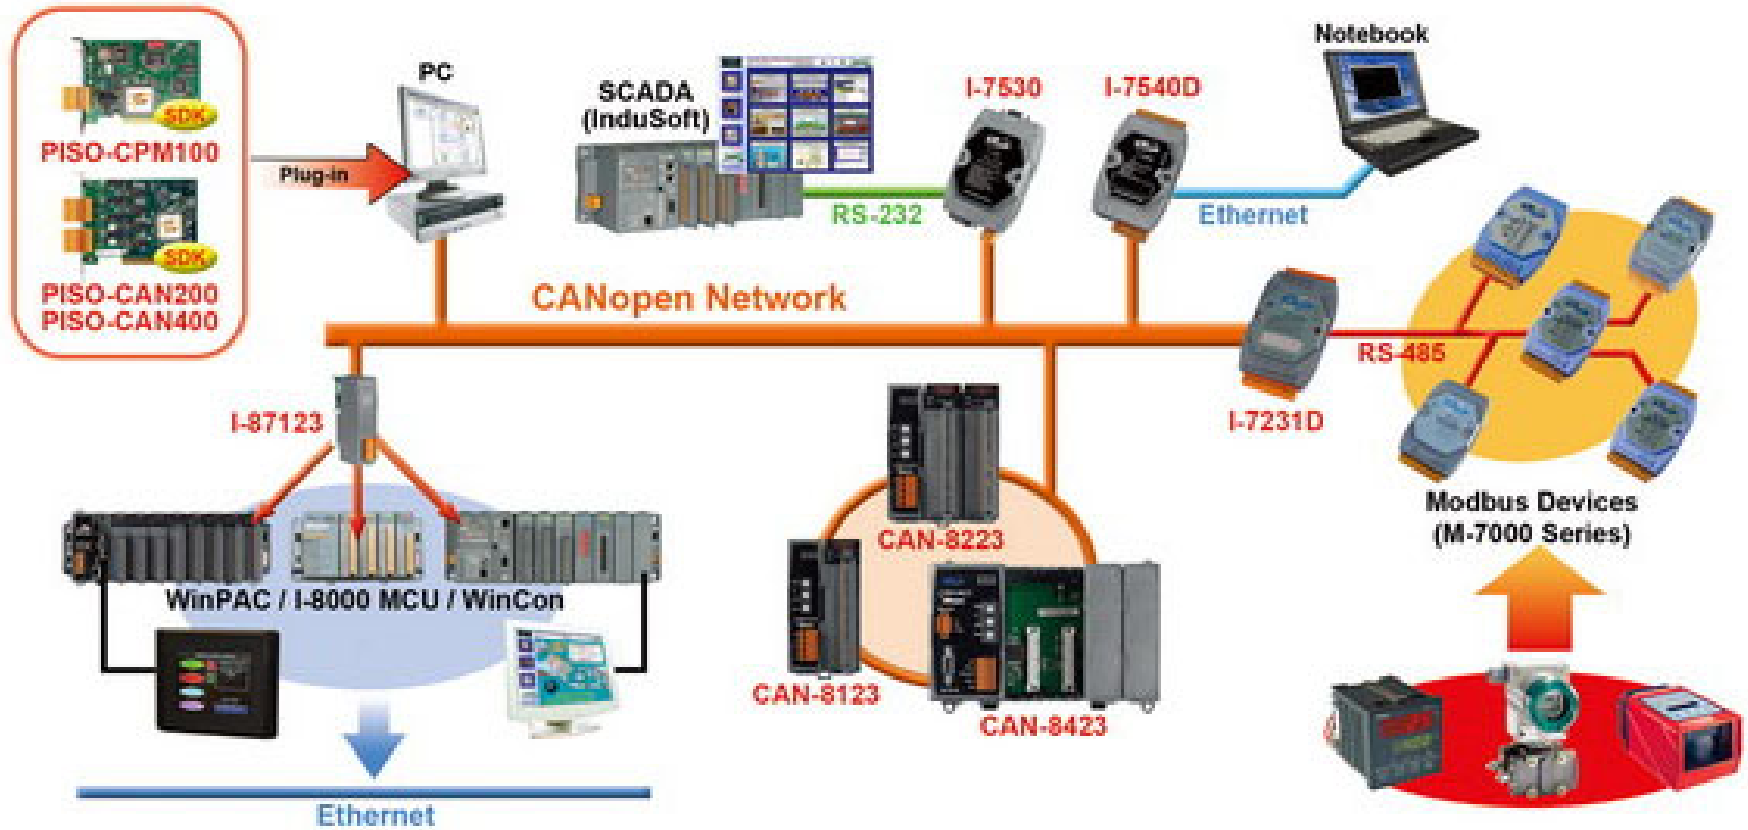 SDK
PISO-CPM100
SDK
PISO-CAN200
PISO-CAN400
Plug-in
PC
SCADA
(InduSoft)
RS-232
I-7530
I-7540D
Ethernet
Notebook
CANopen Network
I-7231D
RS-485
Modbus Devices
(M-7000 Series)
I-87123
WinPAC / I-8000 MCU / WinCon
Ethernet
CAN-8223
CAN-8123
CAN-8423